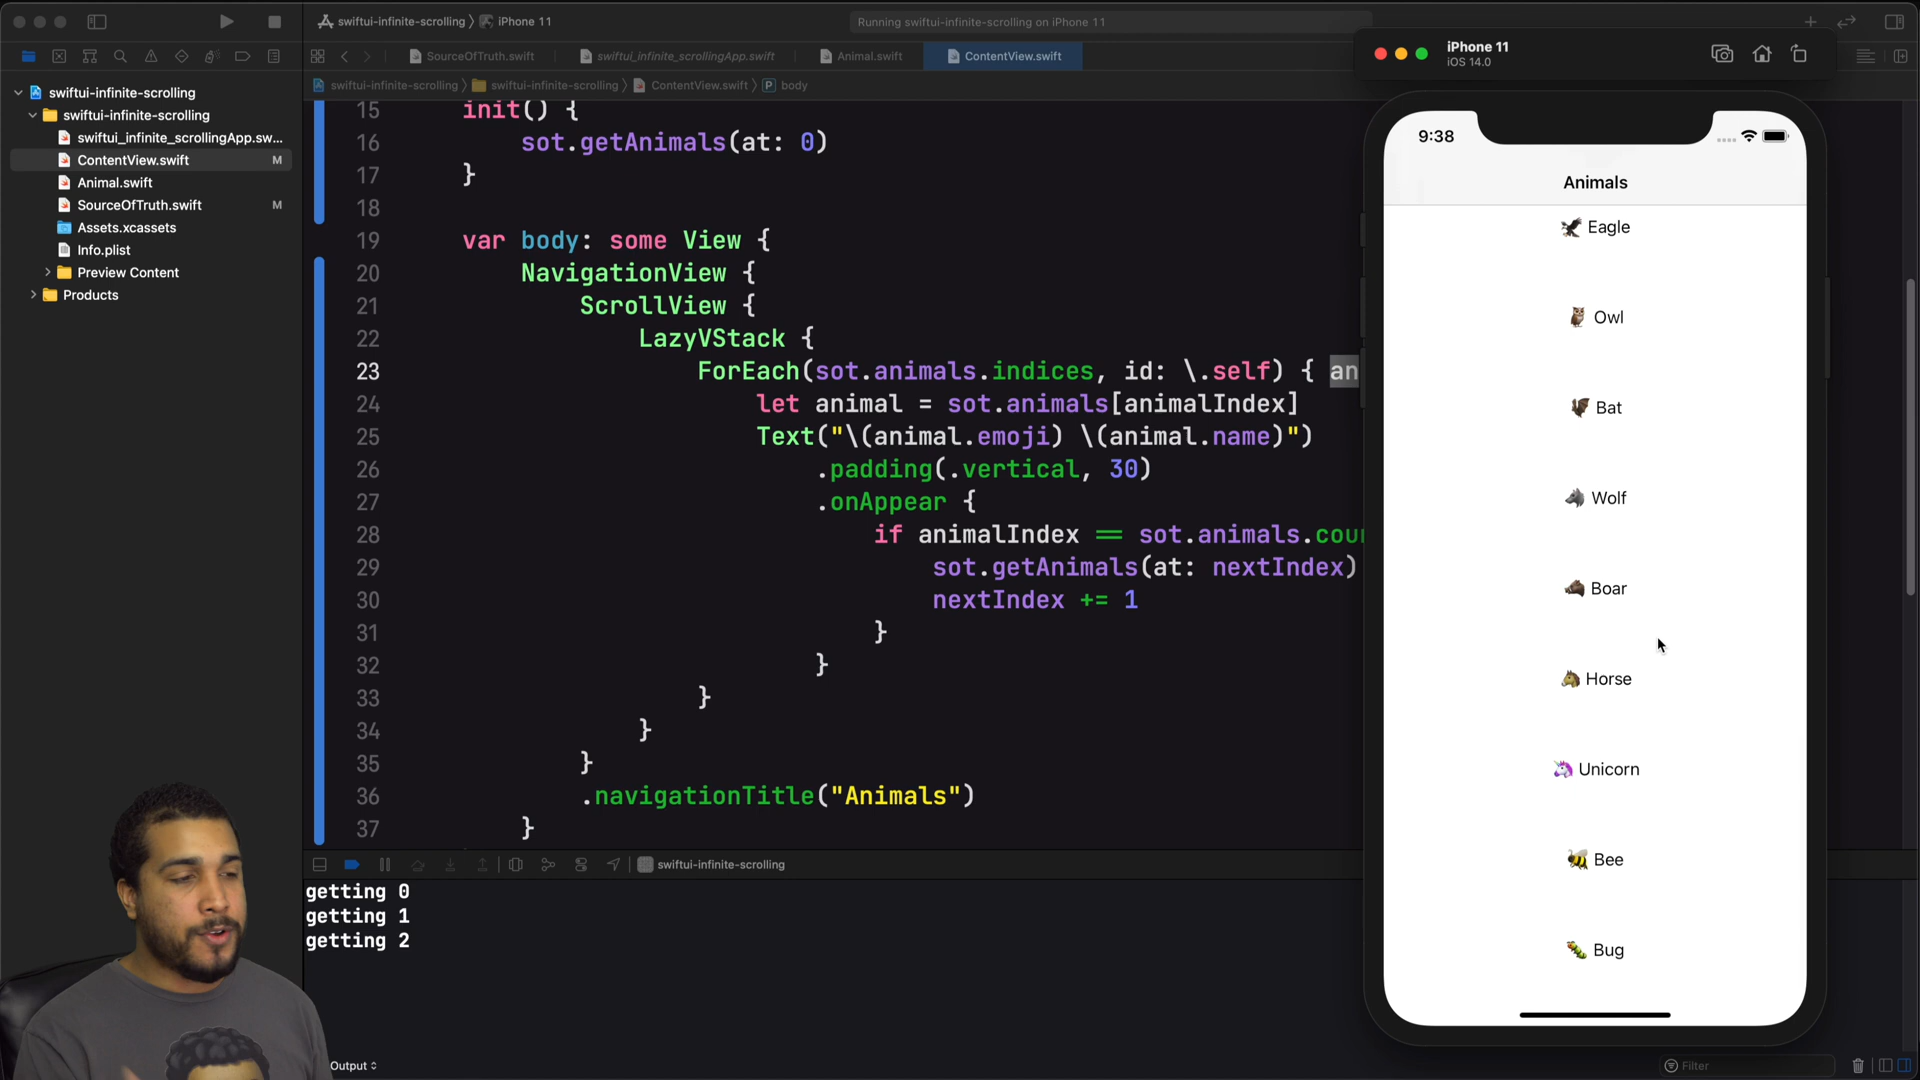 swiftui-infinite-scrolling 〉 iPhone 11
Running swiftui-infinite-scrolling on iPhone 11
SourceOfTruth.swift
swiftui_infinite_scrollingApp.swift
Animal.swift
ContentView.swift
swiftui-infinite-scrolling 〉 swiftui-infinite-scrolling 〉 ContentView.swift 〉 P body
swiftui-infinite-scrolling
swiftui-infinite-scrolling
swiftui_infinite_scrollingApp.sw...
ContentView.swift M
Animal.swift
SourceOfTruth.swift M
Assets.xcassets
Info.plist
Preview Content
Products
15 init() {
16 sot.getAnimals(at: 0)
17 }
18
19 var body: some View {
20 NavigationView {
21 ScrollView {
22 LazyVStack {
23 ForEach(sot.animals.indices, id: \.self) { an
24 let animal = sot.animals[animalIndex]
25 Text("\(animal.emoji) \(animal.name)")
26 .padding(.vertical, 30)
27 .onAppear {
28 if animalIndex == sot.animals.cou
29 sot.getAnimals(at: nextIndex)
30 nextIndex += 1
31 }
32 }
33 }
34 }
35 }
36 .navigationTitle("Animals")
37 }
swiftui-infinite-scrolling
getting 0
getting 1
getting 2
Output
Filter
iPhone 11
iOS 14.0
9:38
Animals
Eagle
Owl
Bat
Wolf
Boar
Horse
Unicorn
Bee
Bug